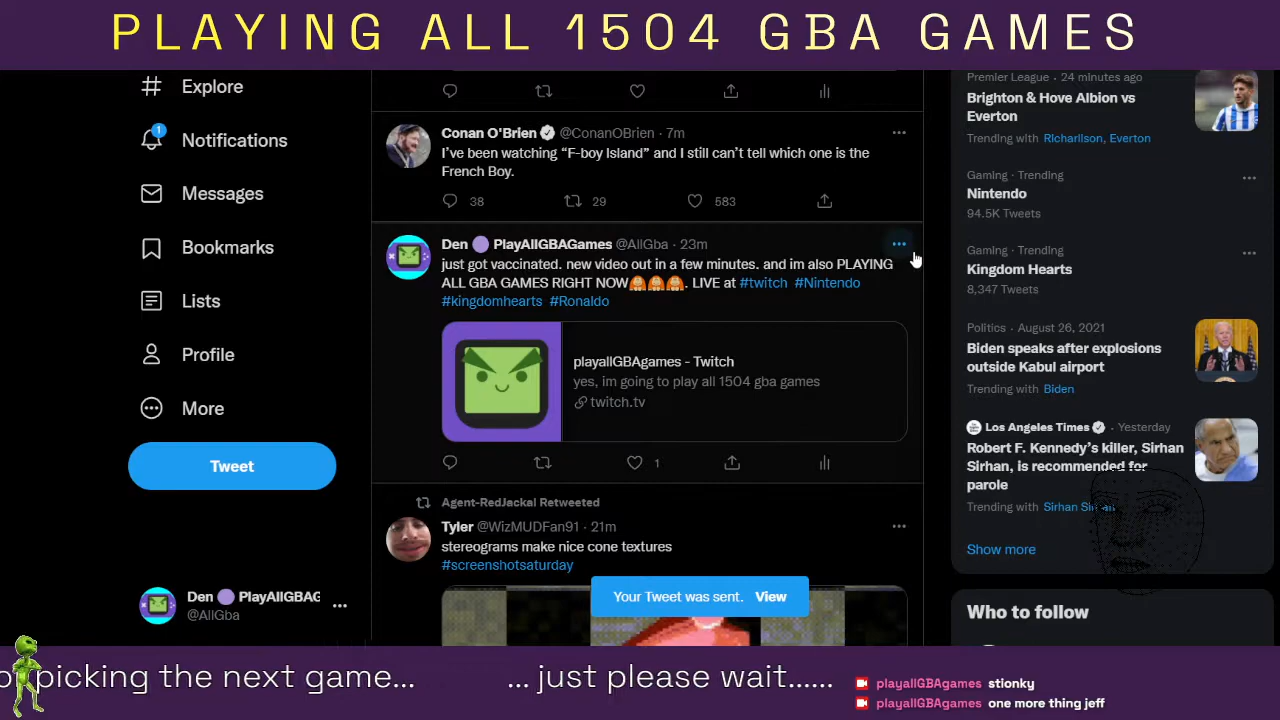 PLAYING ALL 1504 GBA GAMES
Explore
Notifications
1
Messages
Bookmarks
Lists
Profile
More
Tweet
Den PlayAllGBAG
@AllGba
Conan O'Brien @ConanOBrien · 7m
I've been watching “F-boy Island” and I still can't tell which one is the
French Boy.
38 29 583
Den PlayAllGBAGames @AllGba · 23m
just got vaccinated. new video out in a few minutes. and im also PLAYING
ALL GBA GAMES RIGHT NOW. LIVE at #twitch #Nintendo
#kingdomhearts #Ronaldo
playallGBAgames - Twitch
yes, im going to play all 1504 gba games
twitch.tv
1
Agent-RedJackal Retweeted
Tyler @WizMUDFan91 · 21m
stereograms make nice cone textures
#screenshotsaturday
Your Tweet was sent. View
Premier League · 24 minutes ago
Brighton & Hove Albion vs
Everton
Trending with Richarlison, Everton
Gaming · Trending
Nintendo
94.5K Tweets
Gaming · Trending
Kingdom Hearts
8,347 Tweets
Politics · August 26, 2021
Biden speaks after explosions
outside Kabul airport
Trending with Biden
Los Angeles Times · Yesterday
Robert F. Kennedy's killer, Sirhan
Sirhan, is recommended for
parole
Trending with Sirhan Sirhan
Show more
Who to follow
or picking the next game... ... just please wait......
playallGBAgames stionky
playallGBAgames one more thing jeff